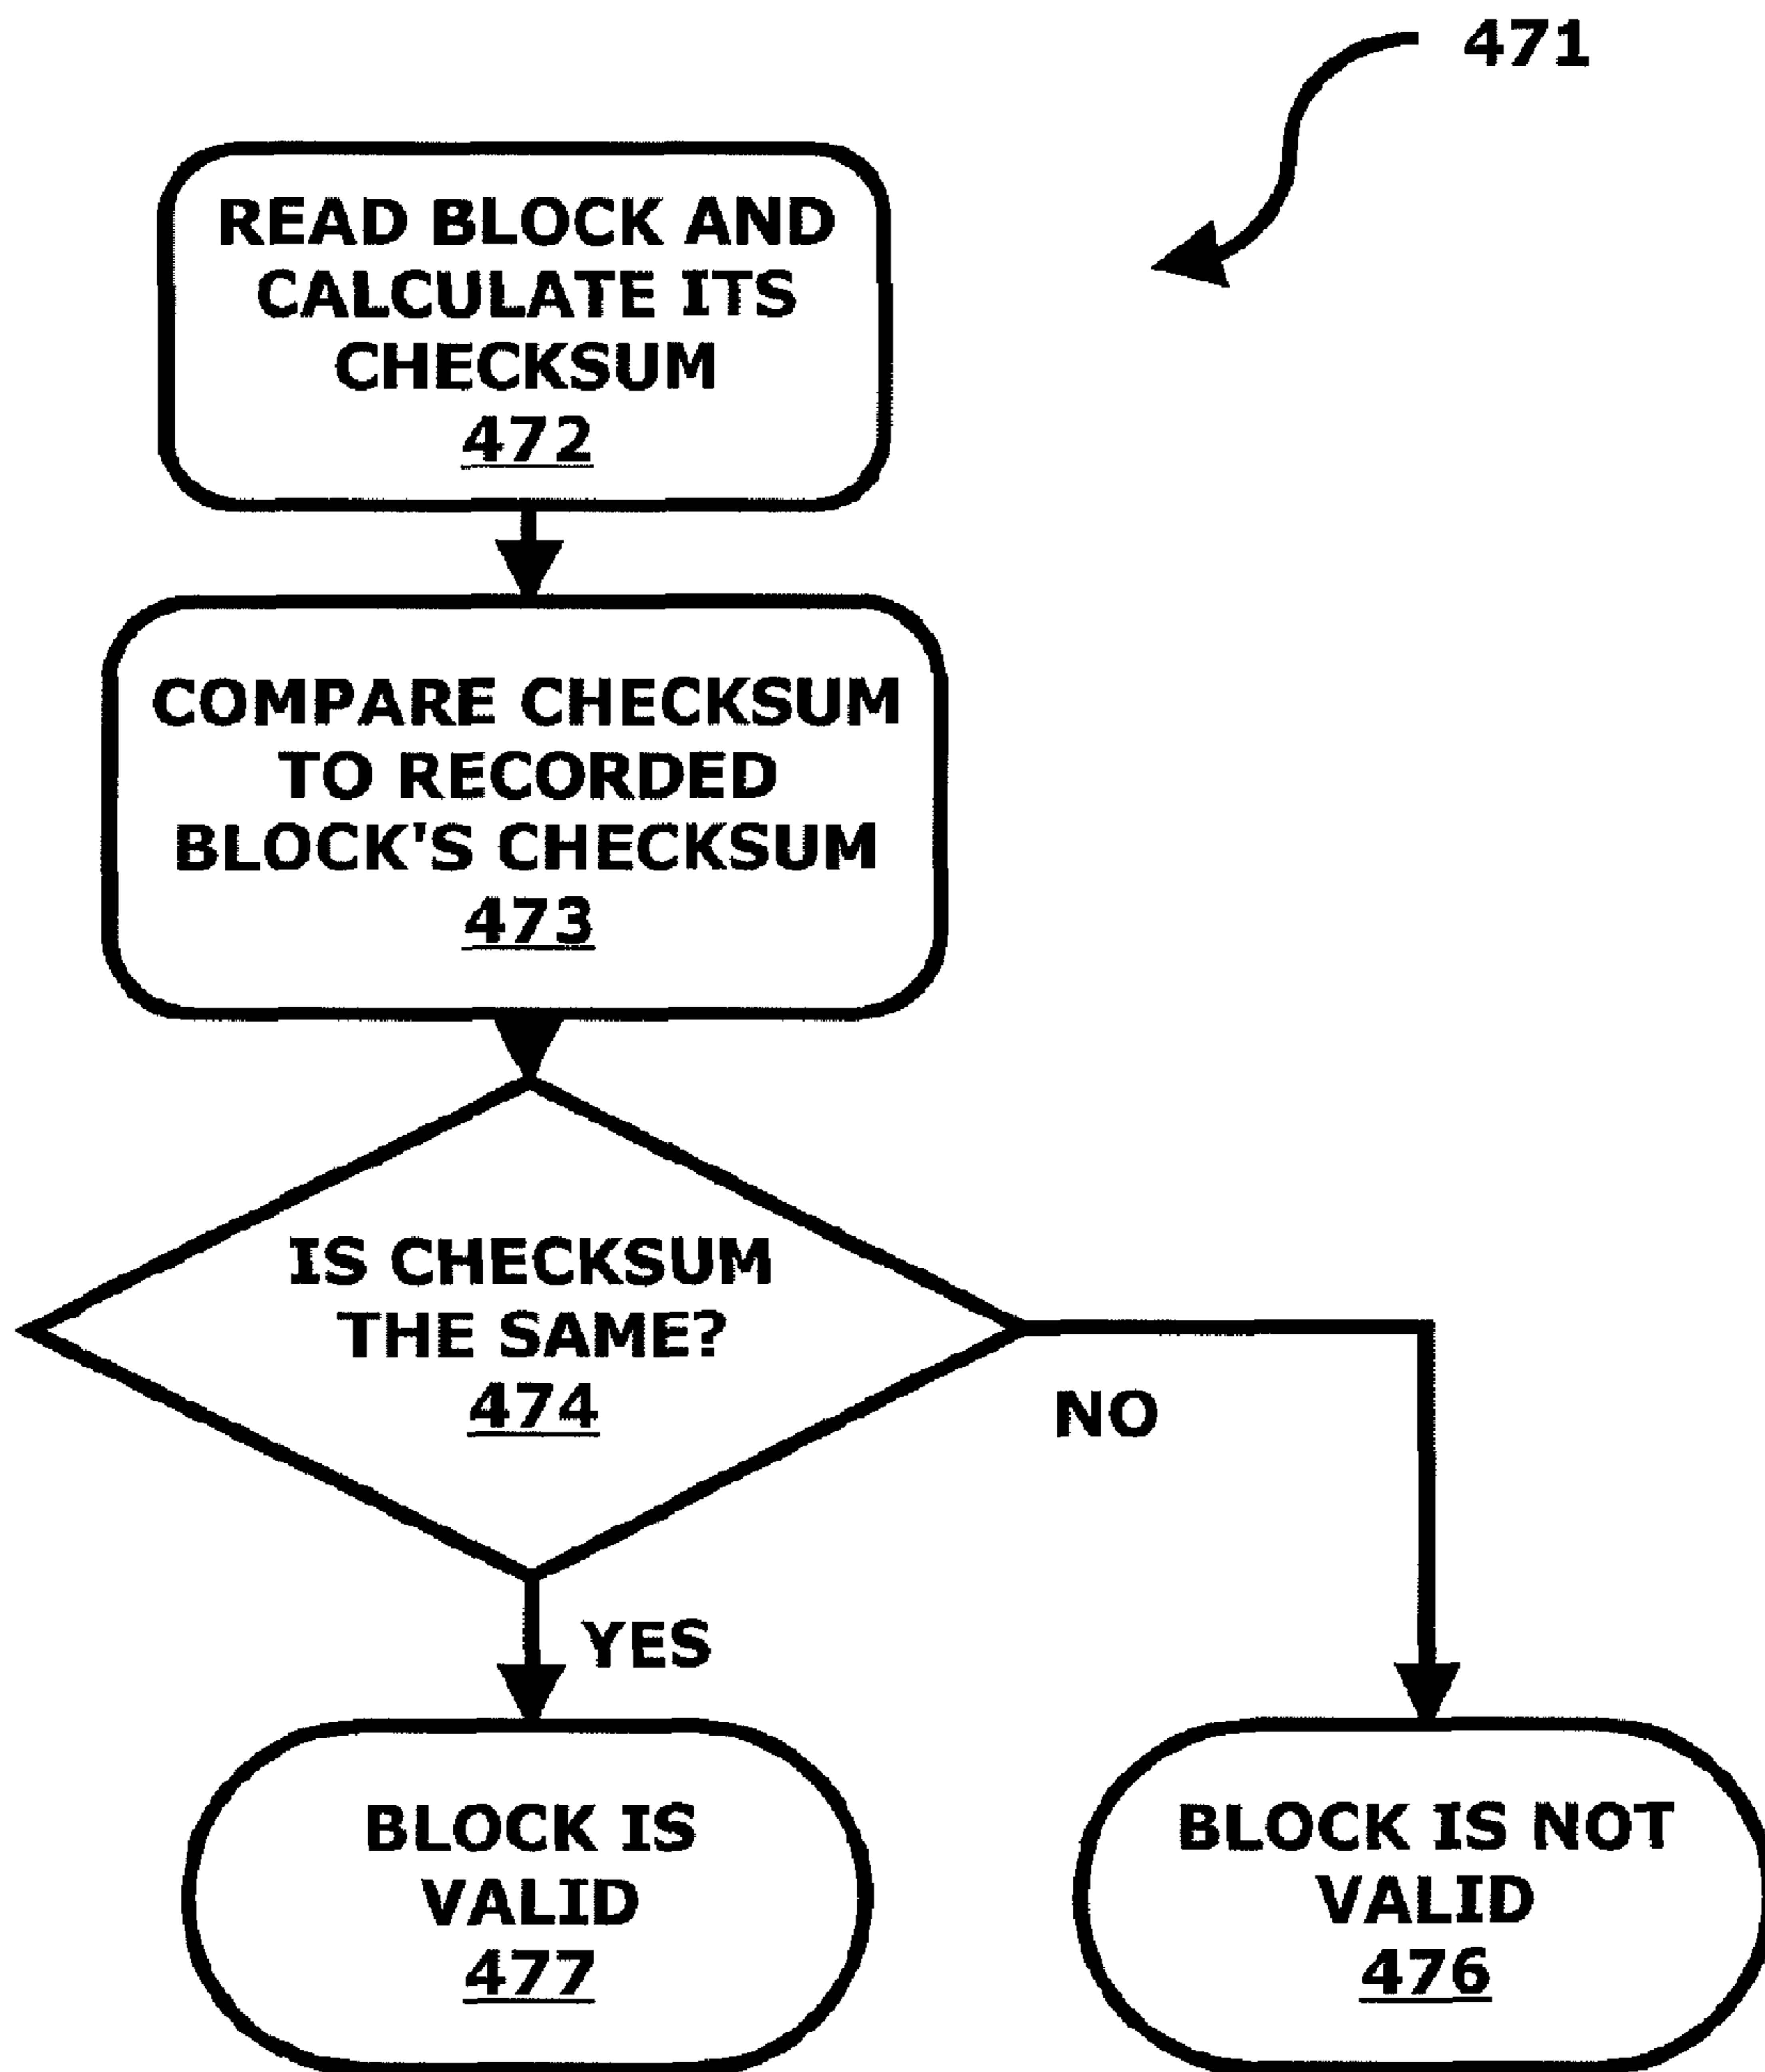 471
READ BLOCK AND
CALCULATE ITS
CHECKSUM
472
COMPARE CHECKSUM
TO RECORDED
BLOCK'S CHECKSUM
473
IS CHECKSUM
THE SAME?
474
NO
YES
BLOCK IS
VALID
477
BLOCK IS NOT
VALID
476